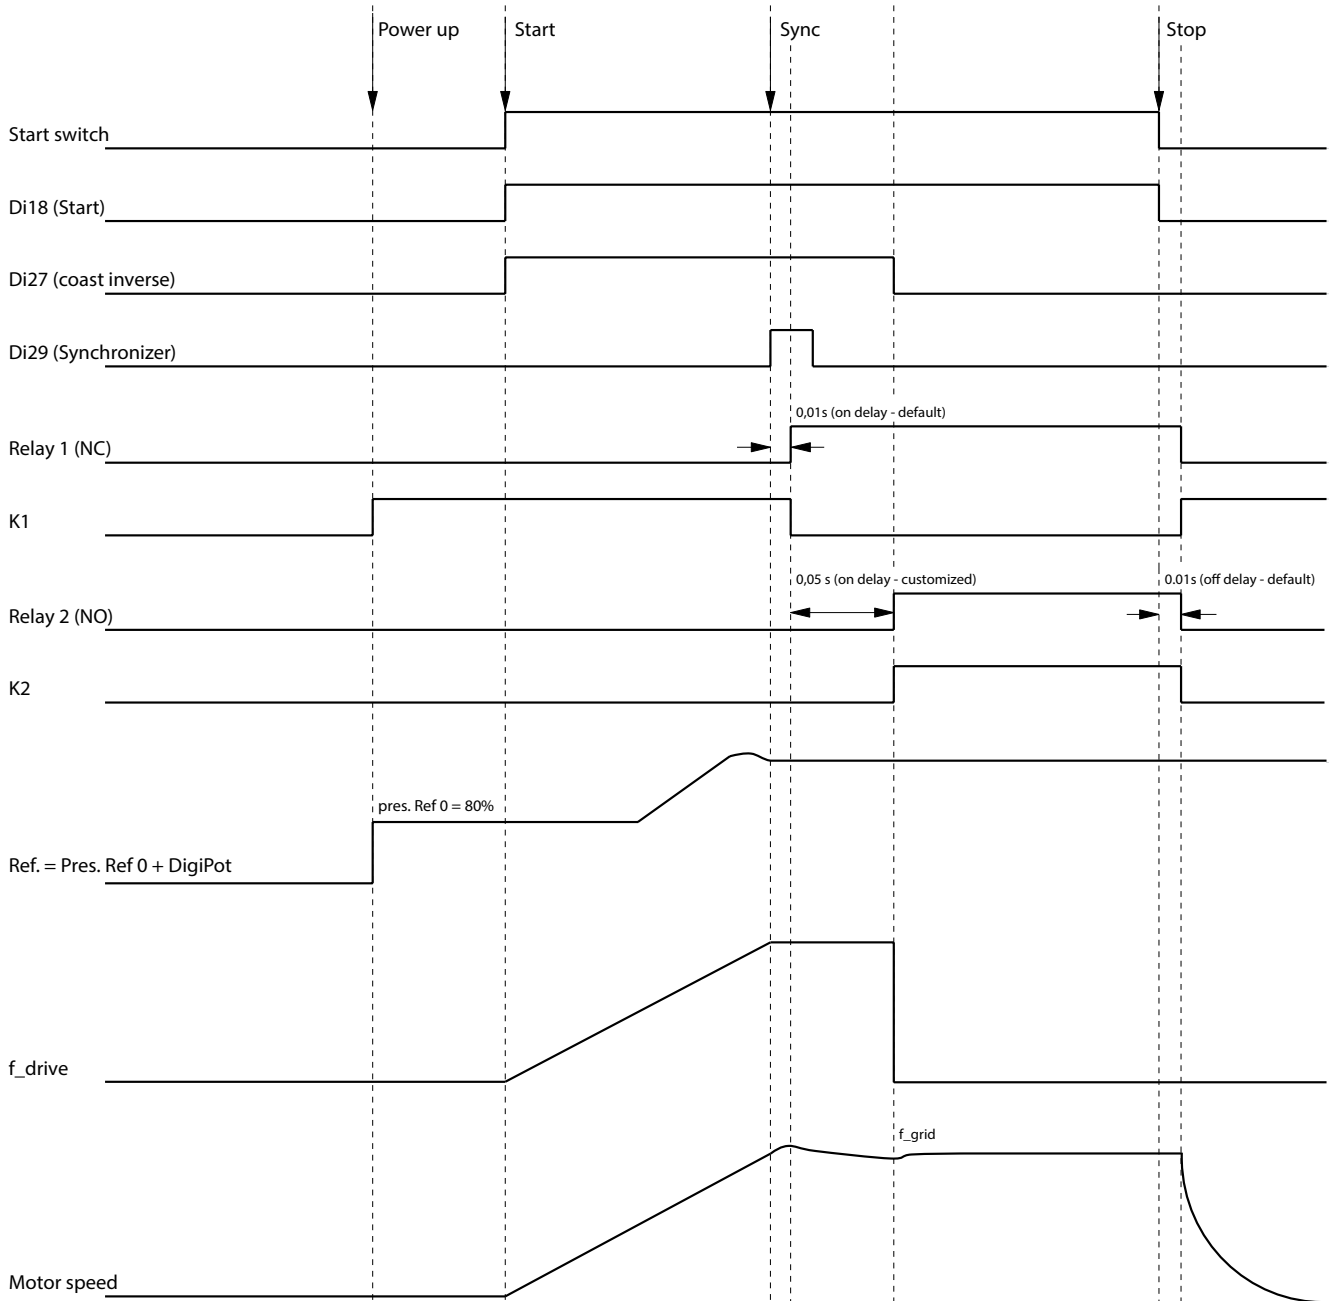 Power up
Start
Sync
Stop
Start switch
Di18 (Start)
Di27 (coast inverse)
Di29 (Synchronizer)
0,01s (on delay - default)
Relay 1 (NC)
K1
0,05 s (on delay - customized)
0.01s (off delay - default)
Relay 2 (NO)
K2
pres. Ref 0 = 80%
Ref. = Pres. Ref 0 + DigiPot
f_drive
f_grid
Motor speed